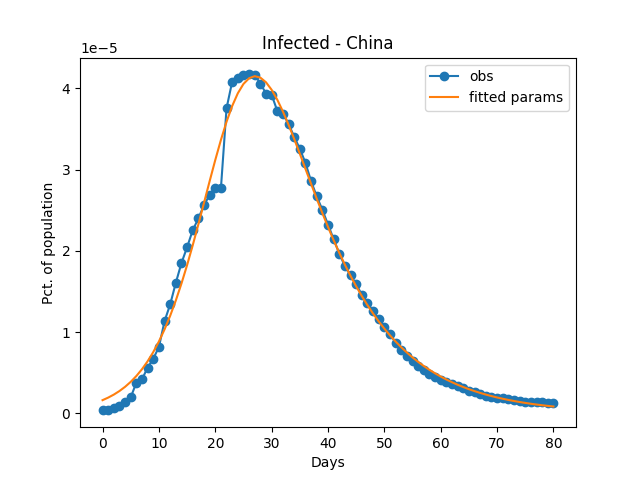 Infected - China
1e−5
obs
fitted params
Pct. of population
4
3
2
1
0
0 10 20 30 40 50 60 70 80
Days